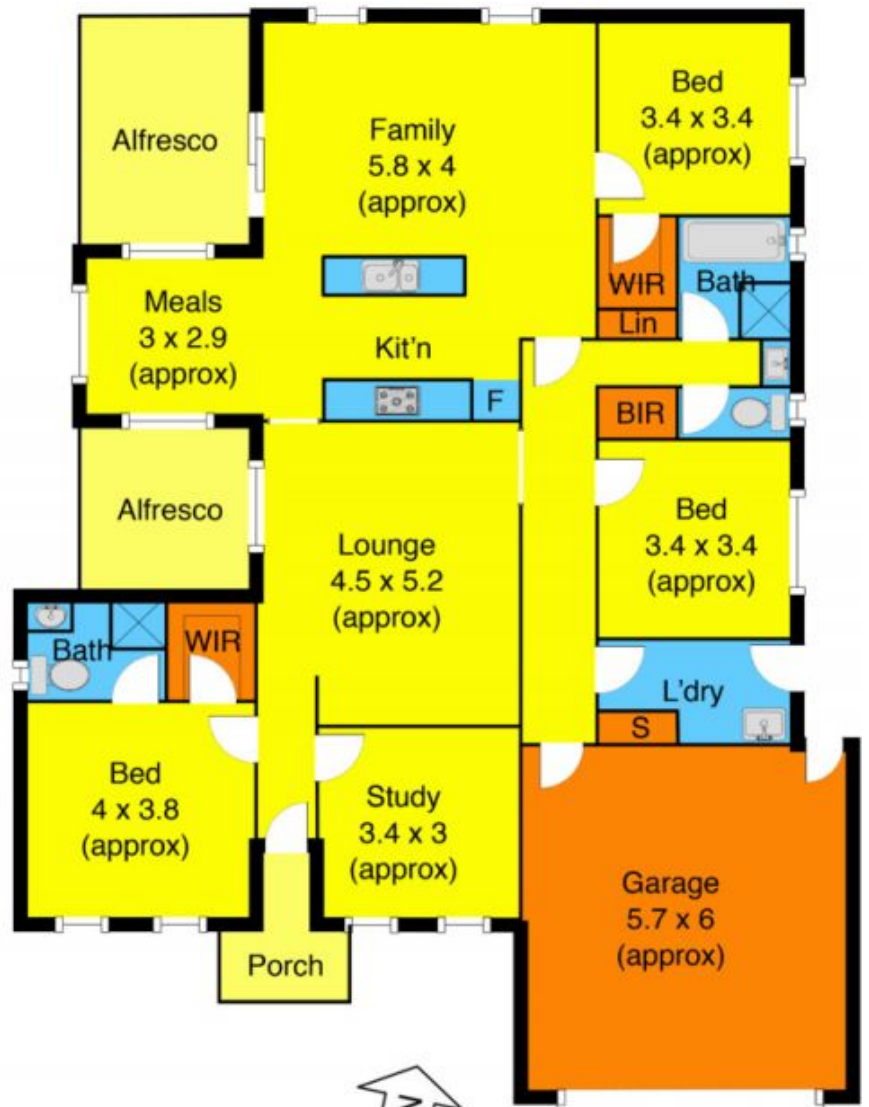 Alfresco
Family
5.8 x 4
(approx)
Bed
3.4 x 3.4
(approx)
WIR
Bath
Lin
Meals
3 x 2.9
(approx)
Kit'n
F
BIR
Alfresco
Lounge
4.5 x 5.2
(approx)
Bed
3.4 x 3.4
(approx)
Bath
WIR
L'dry
S
Bed
4 x 3.8
(approx)
Study
3.4 x 3
(approx)
Garage
5.7 x 6
(approx)
Porch